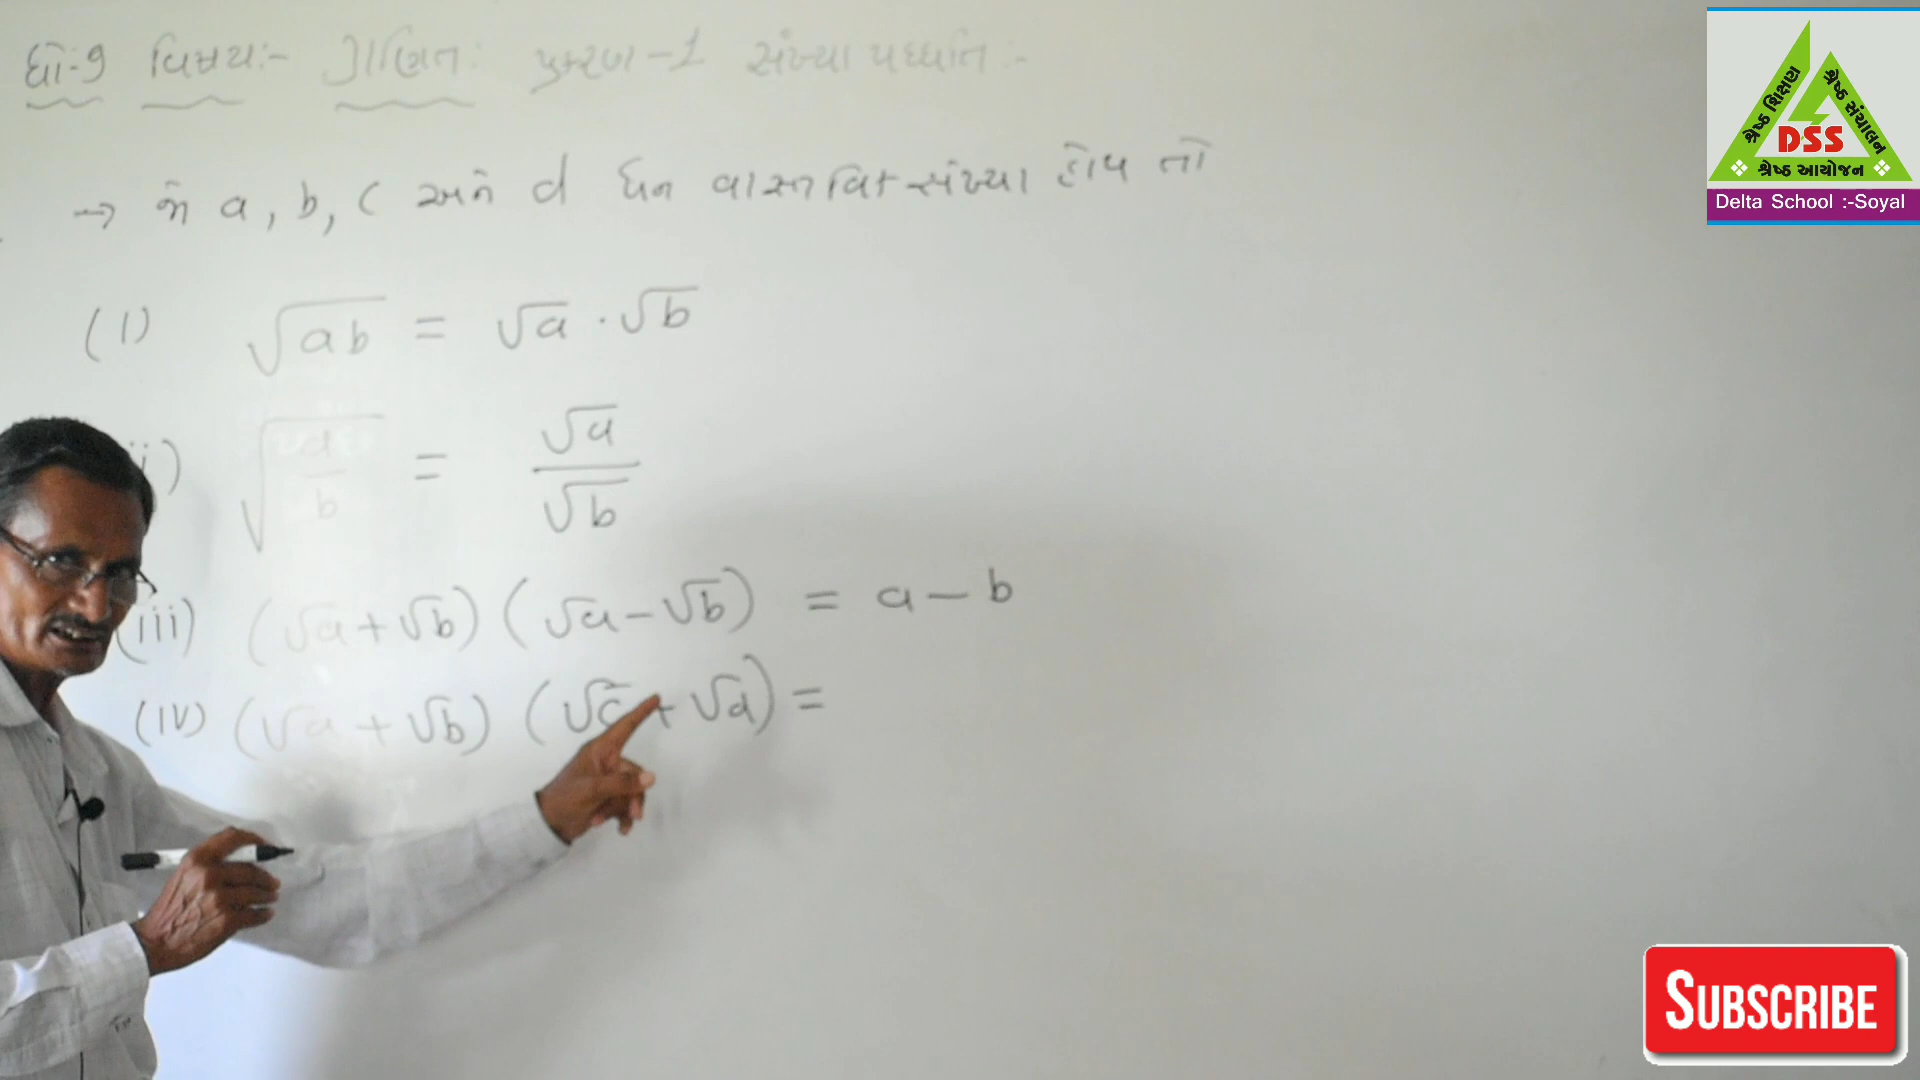 ધો:-9 વિષય:- ગણિત: પ્રકરણ-1 સંખ્યા પધ્ધતિ:-
→ જો a, b, c અને d ધન વાસ્તવિક સંખ્યા હોય તો
(i) √ab = √a · √b
i) √(a/b) = √a/√b
(iii) (√a + √b) (√a − √b) = a − b
(iv) (√a + √b) (√c + √d) =
શ્રેષ્ઠ શિક્ષણ
શ્રેષ્ઠ સંચાલન
DSS
❖ શ્રેષ્ઠ આયોજન ❖
Delta School :-Soyal
SUBSCRIBE